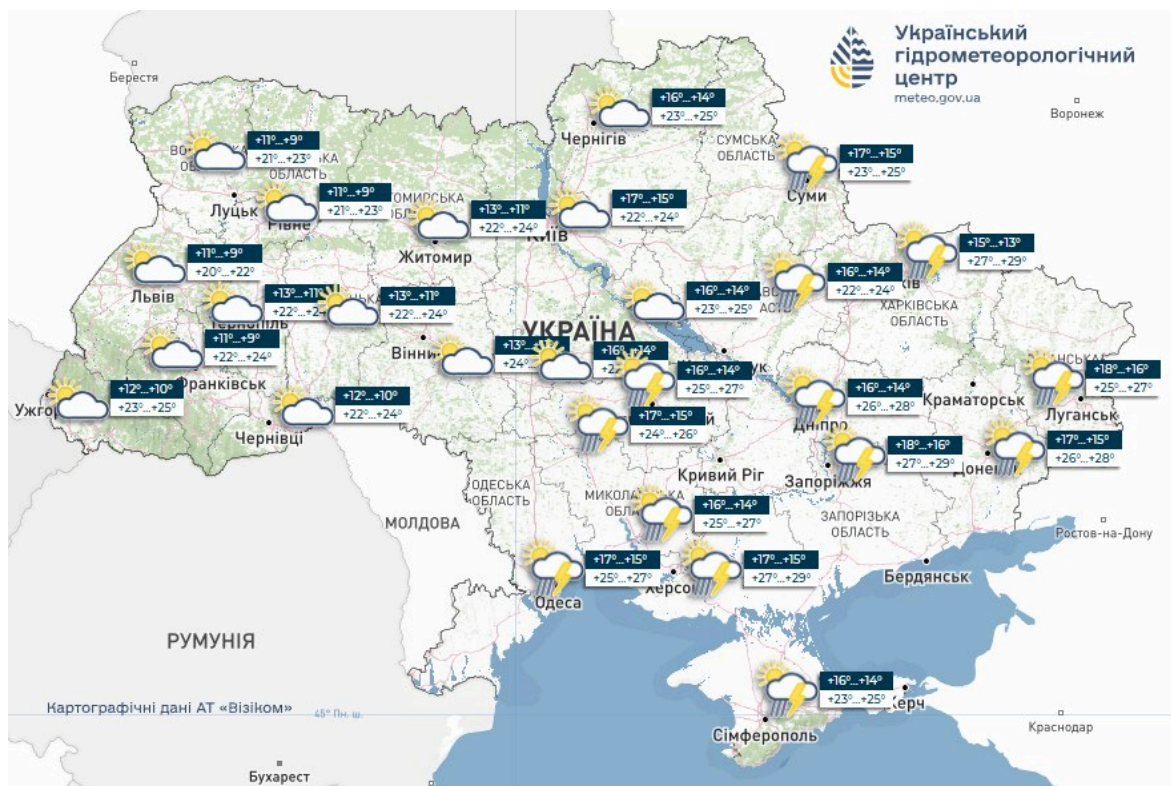 Український
гідрометеорологічний
центр
meteo.gov.ua
Берестя
Воронеж
+16°...+14°
+23°...+25°
Чернігів
СУМСЬКА
ОБЛАСТЬ
+17°...+15°
+23°...+25°
Суми
+11°...+9°
+21°...+23°
ОБЛАСТЬ
Луцьк
+11°...+9°
+21°...+23°
Рівне
+13°...+11°
+22°...+24°
Житомир
+17°...+15°
+22°...+24°
Київ
+15°...+13°
+27°...+29°
ХАРКІВСЬКА
ОБЛАСТЬ
+11°...+9°
+20°...+22°
Львів
+16°...+14°
+22°...+24°
+13°...+11°
+22°...+24°
+16°...+14°
+23°...+25°
УКРАЇНА
+11°...+9°
+22°...+24°
+16°...+14°
+16°...+14°
+25°...+27°
+18°...+16°
+25°...+27°
Луганськ
Краматорськ
+12°...+10°
+23°...+25°
+12°...+10°
+22°...+24°
Чернівці
+16°...+14°
+26°...+28°
Дніпро
+17°...+15°
+24°...+26°
+18°...+16°
+27°...+29°
Запоріжжя
+17°...+15°
+26°...+28°
Кривий Ріг
ОДЕСЬКА
ОБЛАСТЬ
МОЛДОВА
+16°...+14°
+25°...+27°
ЗАПОРІЗЬКА
ОБЛАСТЬ
Ростов-на-Дону
+17°...+15°
+25°...+27°
Одеса
+17°...+15°
+27°...+29°
Бердянськ
РУМУНІЯ
+16°...+14°
+23°...+25°
Сімферополь
Картографічні дані АТ «Візіком»
45° Пн. ш.
Краснодар
Бухарест